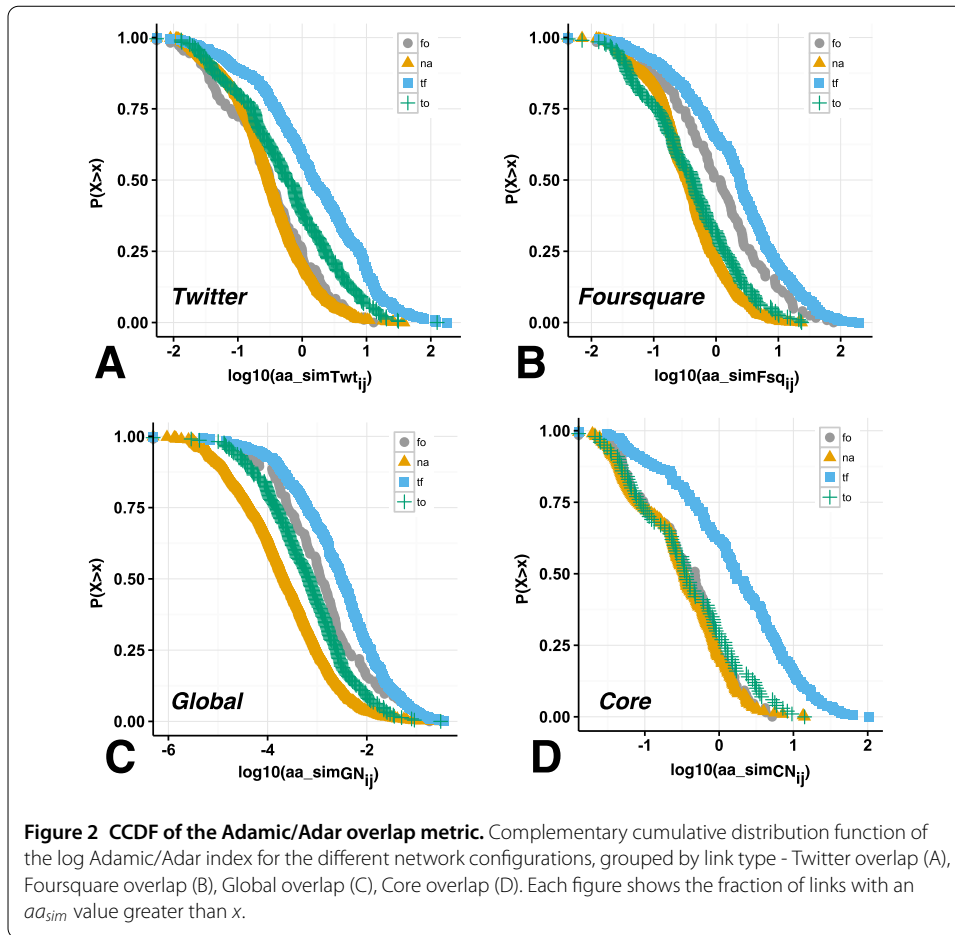 1.00
0.75
0.50
0.25
0.00
P(X>x)
fo
na
tf
to
Twitter
-2 -1 0 1 2
A
log10(aa_simTwtij)
1.00
0.75
0.50
0.25
0.00
P(X>x)
fo
na
tf
to
Foursquare
-2 -1 0 1 2
B
log10(aa_simFsqij)
1.00
0.75
0.50
0.25
0.00
P(X>x)
fo
na
tf
to
Global
-6 -4 -2
C
log10(aa_simGNij)
1.00
0.75
0.50
0.25
0.00
P(X>x)
fo
na
tf
to
Core
-1 0 1 2
D
log10(aa_simCNij)
Figure 2 CCDF of the Adamic/Adar overlap metric. Complementary cumulative distribution function of
the log Adamic/Adar index for the different network configurations, grouped by link type - Twitter overlap (A),
Foursquare overlap (B), Global overlap (C), Core overlap (D). Each figure shows the fraction of links with an
aasim value greater than x.